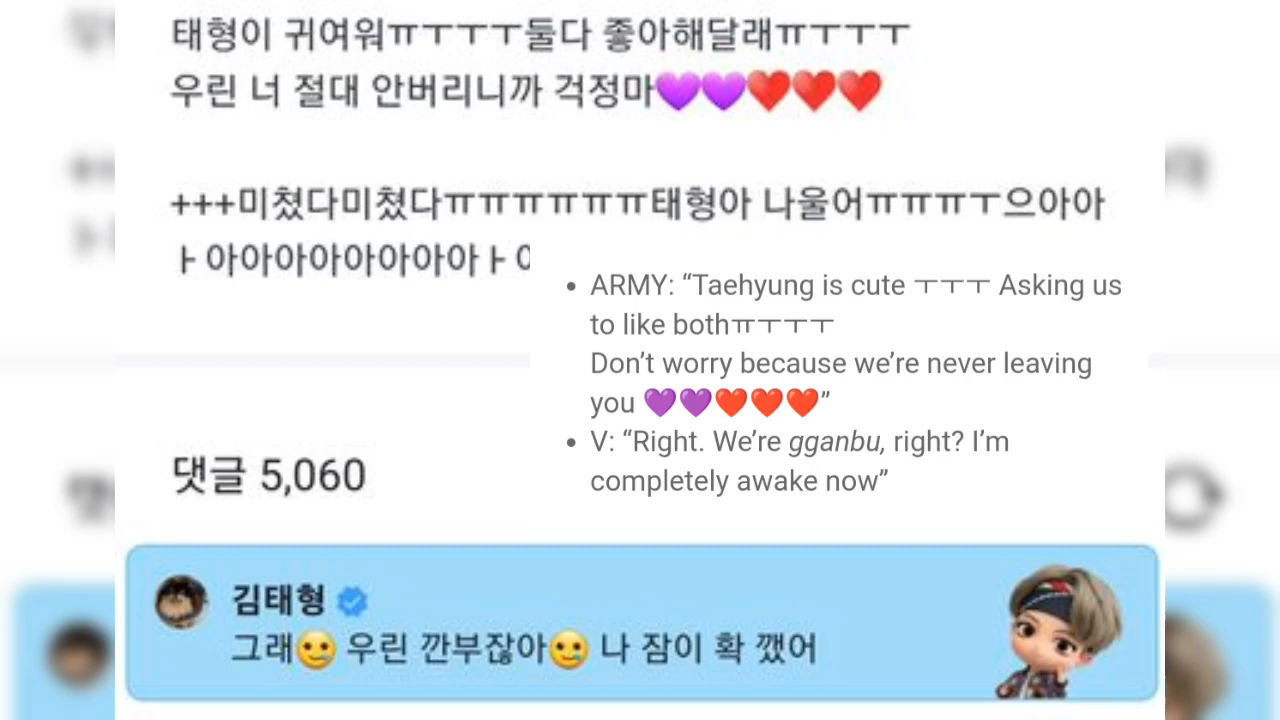 태형이 귀여워ㅠㅜㅜㅜ둘다 좋아해달래ㅠㅜㅜㅜ
우린 너 절대 안버리니까 걱정마💜💜❤️❤️❤️
+++미쳤다미쳤다ㅠㅠㅠㅠㅠㅠ태형아 나울어ㅠㅠㅠㅜ으아아
ㅏ아아아아아아아아ㅏ
• ARMY: “Taehyung is cute ㅜㅜㅜ Asking us
to like bothㅠㅜㅜㅜ
Don’t worry because we’re never leaving
you 💜💜❤️❤️❤️”
• V: “Right. We’re gganbu, right? I’m
completely awake now”
댓글 5,060
김태형
그래🥲 우린 깐부잖아🥲 나 잠이 확 깼어